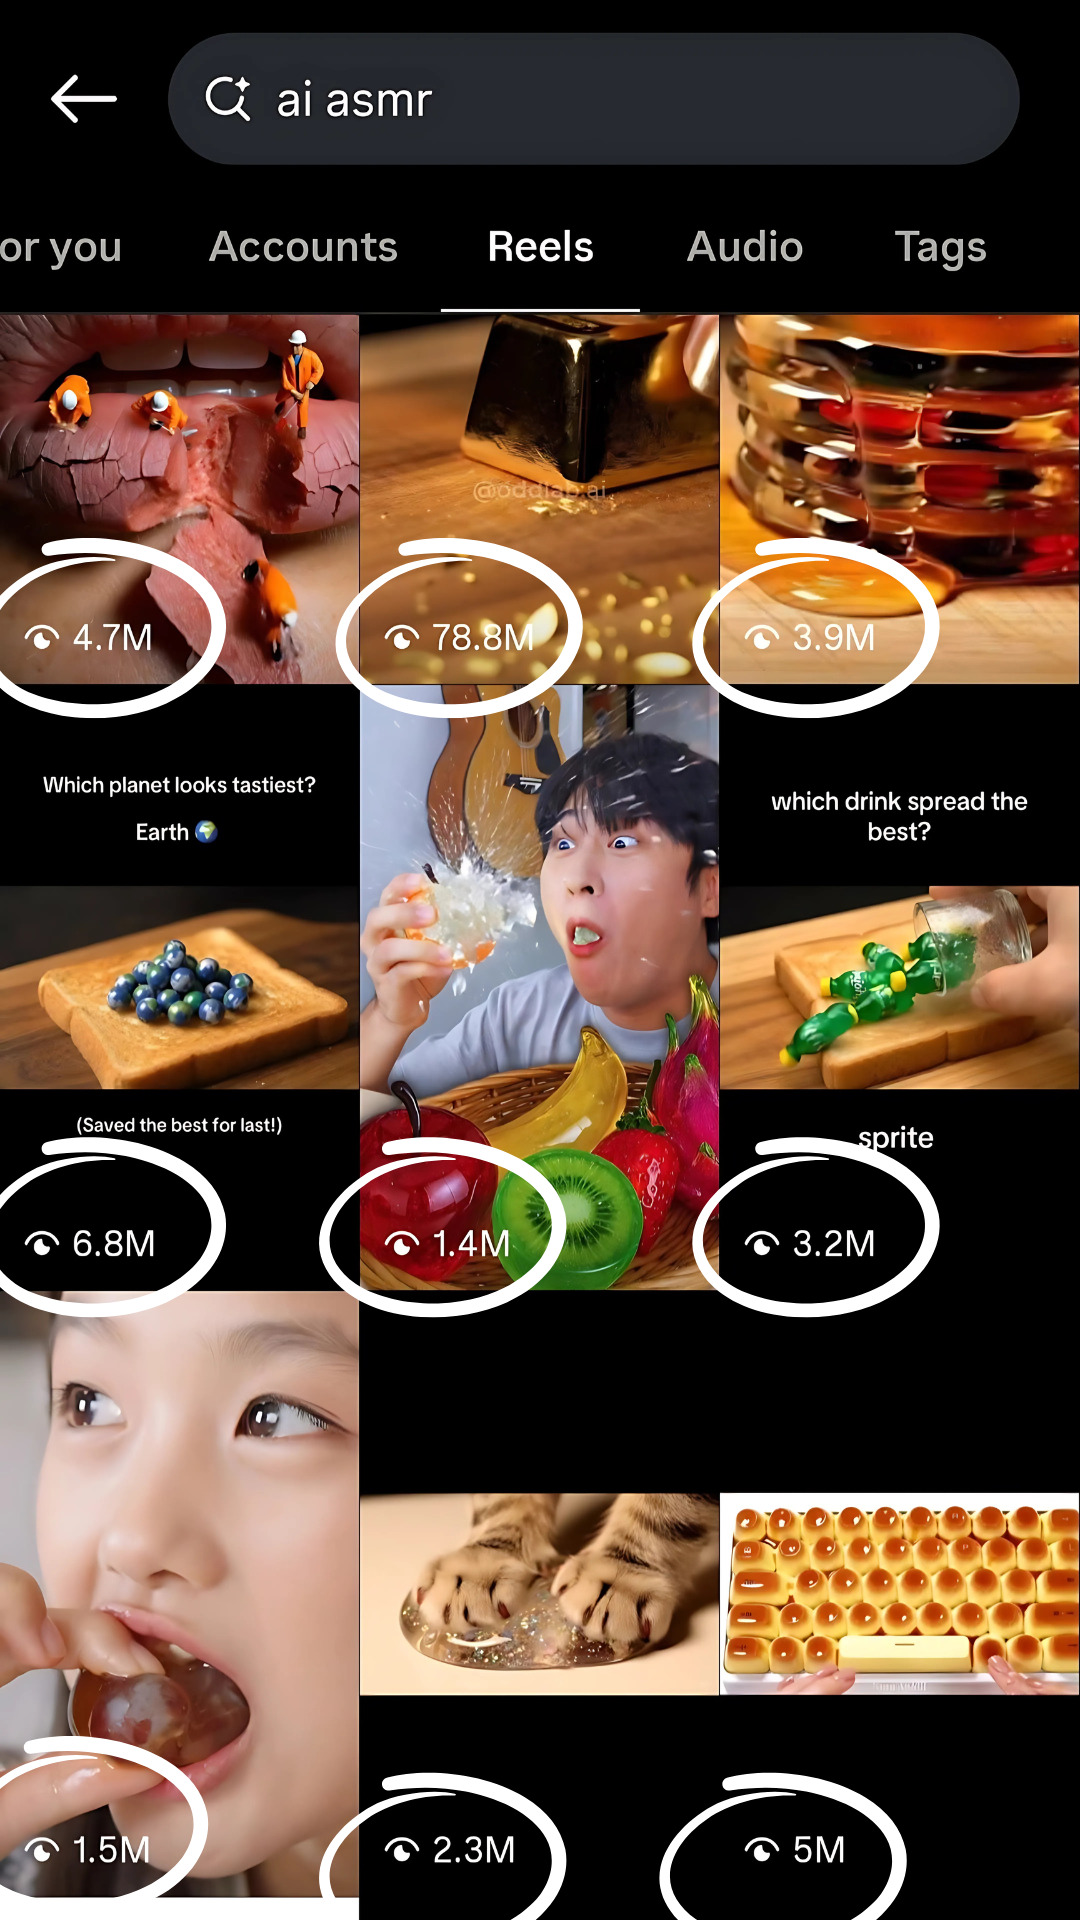 ai asmr
or you
Accounts
Reels
Audio
Tags
@oddlab.ai
4.7M
78.8M
3.9M
Which planet looks tastiest?
Earth 🌍
(Saved the best for last!)
6.8M
1.4M
which drink spread the
best?
sprite
3.2M
1.5M
2.3M
5M